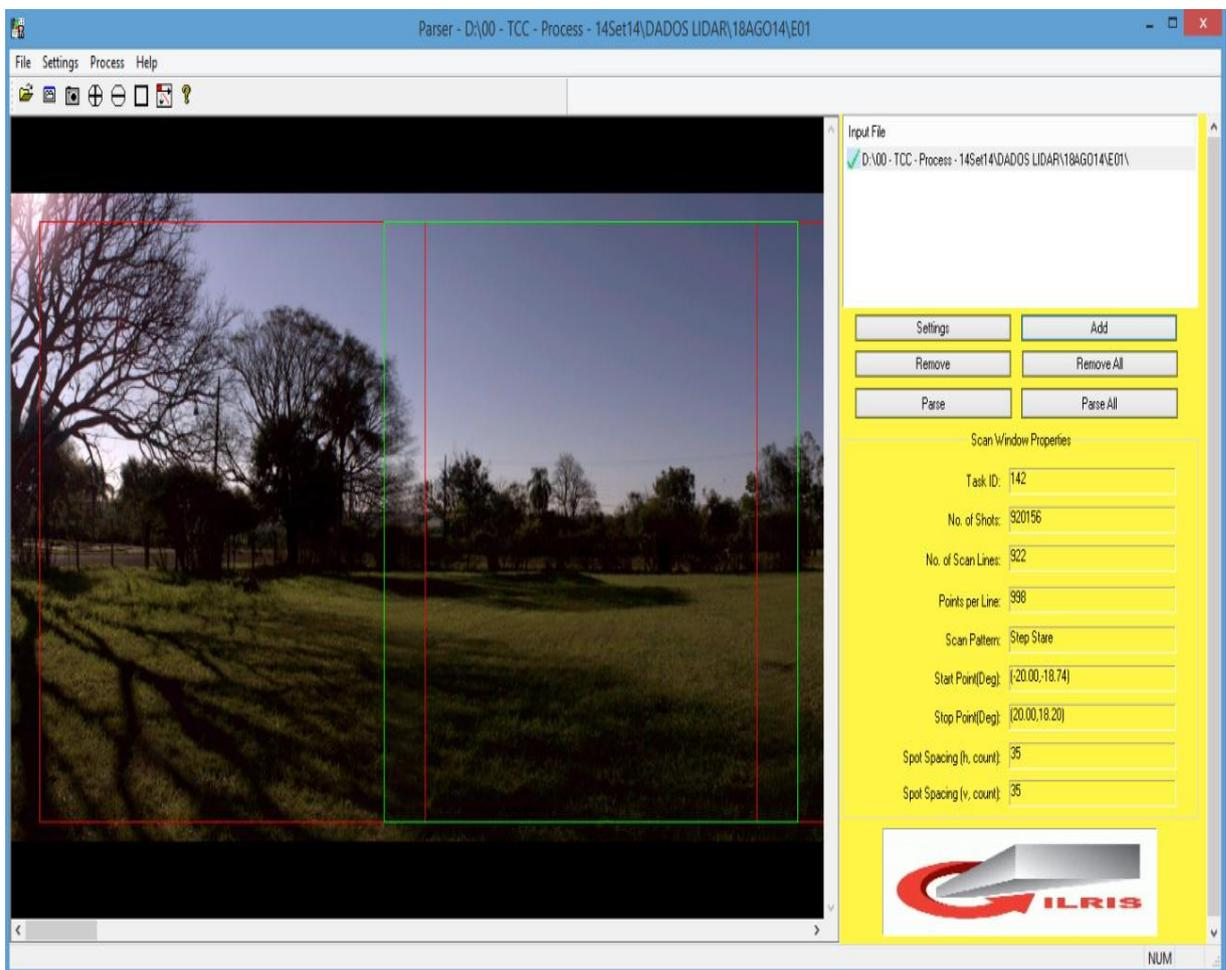 Parser - D:\00 - TCC - Process - 14Set14\DADOS LIDAR\18AGO14\E01
File Settings Process Help
Input File
D:\00 - TCC - Process - 14Set14\DADOS LIDAR\18AGO14\E01\
Settings Add
Remove Remove All
Parse Parse All
Scan Window Properties
Task ID: 142
No. of Shots: 920156
No. of Scan Lines: 922
Points per Line: 998
Scan Pattern: Step Stare
Start Point(Deg): (-20.00,-18.74)
Stop Point(Deg): (20.00,18.20)
Spot Spacing (h, count): 35
Spot Spacing (v, count): 35
ILRIS
NUM